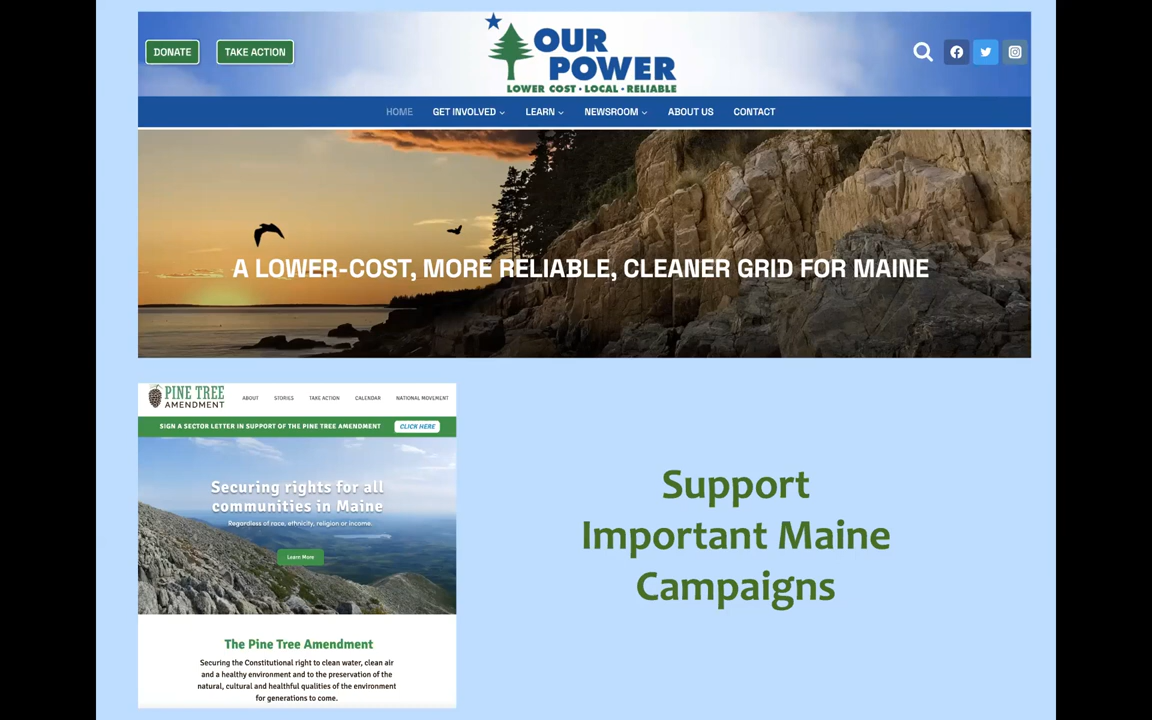 DONATE
TAKE ACTION
OUR
POWER
LOWER COST • LOCAL • RELIABLE
HOME
GET INVOLVED
LEARN
NEWSROOM
ABOUT US
CONTACT
A LOWER-COST, MORE RELIABLE, CLEANER GRID FOR MAINE
PINE TREE
AMENDMENT
ABOUT
STORIES
TAKE ACTION
CALENDAR
NATIONAL MOVEMENT
SIGN A SECTOR LETTER IN SUPPORT OF THE PINE TREE AMENDMENT
CLICK HERE
Securing rights for all
communities in Maine
Regardless of race, ethnicity, religion or income.
Learn More
The Pine Tree Amendment
Securing the Constitutional right to clean water, clean air
and a healthy environment and to the preservation of the
natural, cultural and healthful qualities of the environment
for generations to come.
Support
Important Maine
Campaigns